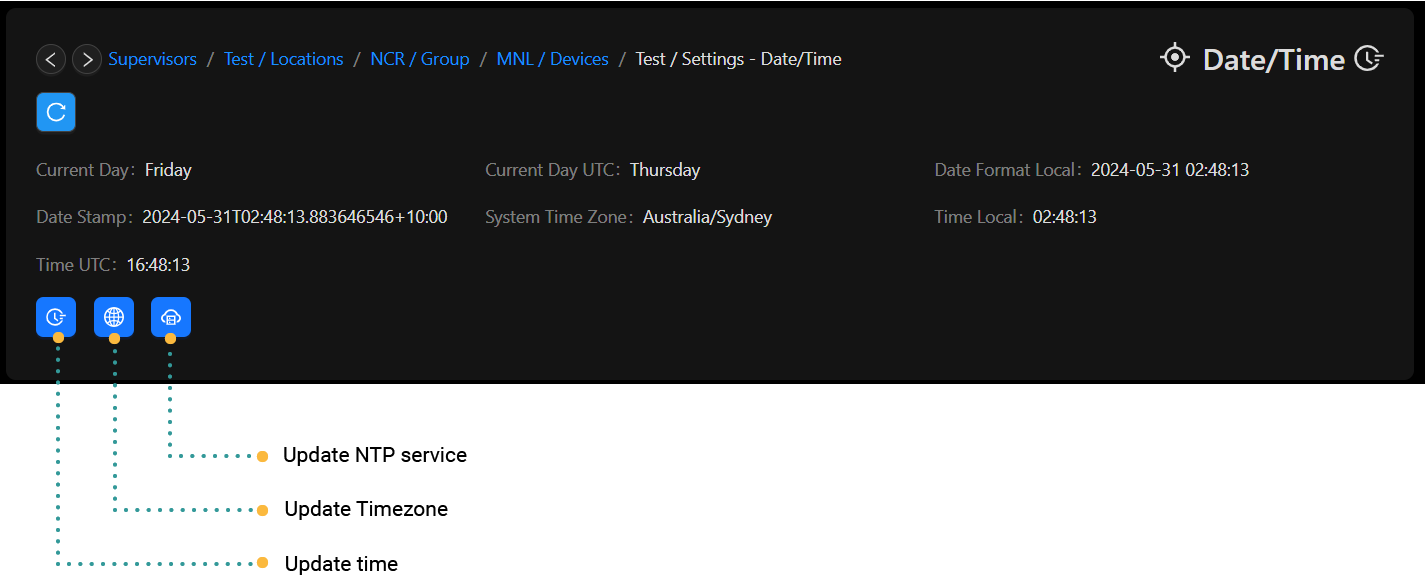 Supervisors / Test / Locations / NCR / Group / MNL / Devices / Test / Settings - Date/Time
Date/Time
Current Day: Friday
Current Day UTC: Thursday
Date Format Local: 2024-05-31 02:48:13
Date Stamp: 2024-05-31T02:48:13.883646546+10:00
System Time Zone: Australia/Sydney
Time Local: 02:48:13
Time UTC: 16:48:13
Update NTP service
Update Timezone
Update time